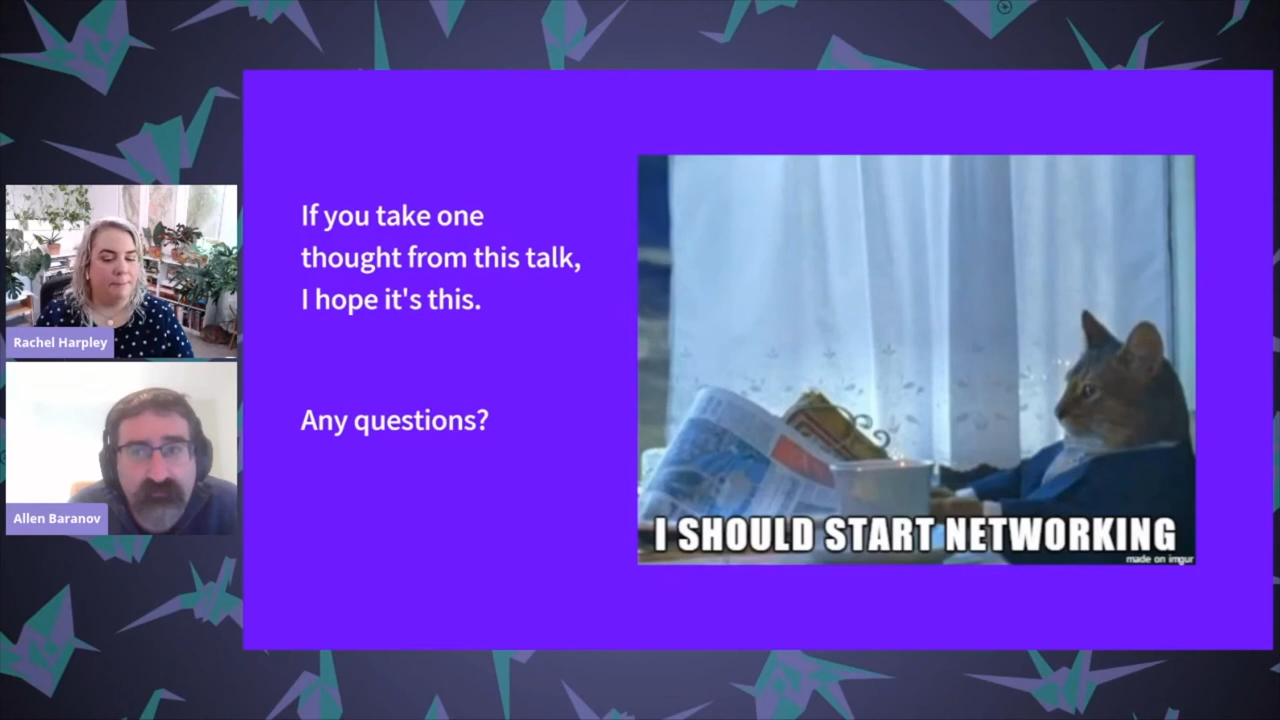 If you take one
thought from this talk,
I hope it's this.
Any questions?
I SHOULD START NETWORKING
made on imgur
Rachel Harpley
Allen Baranov